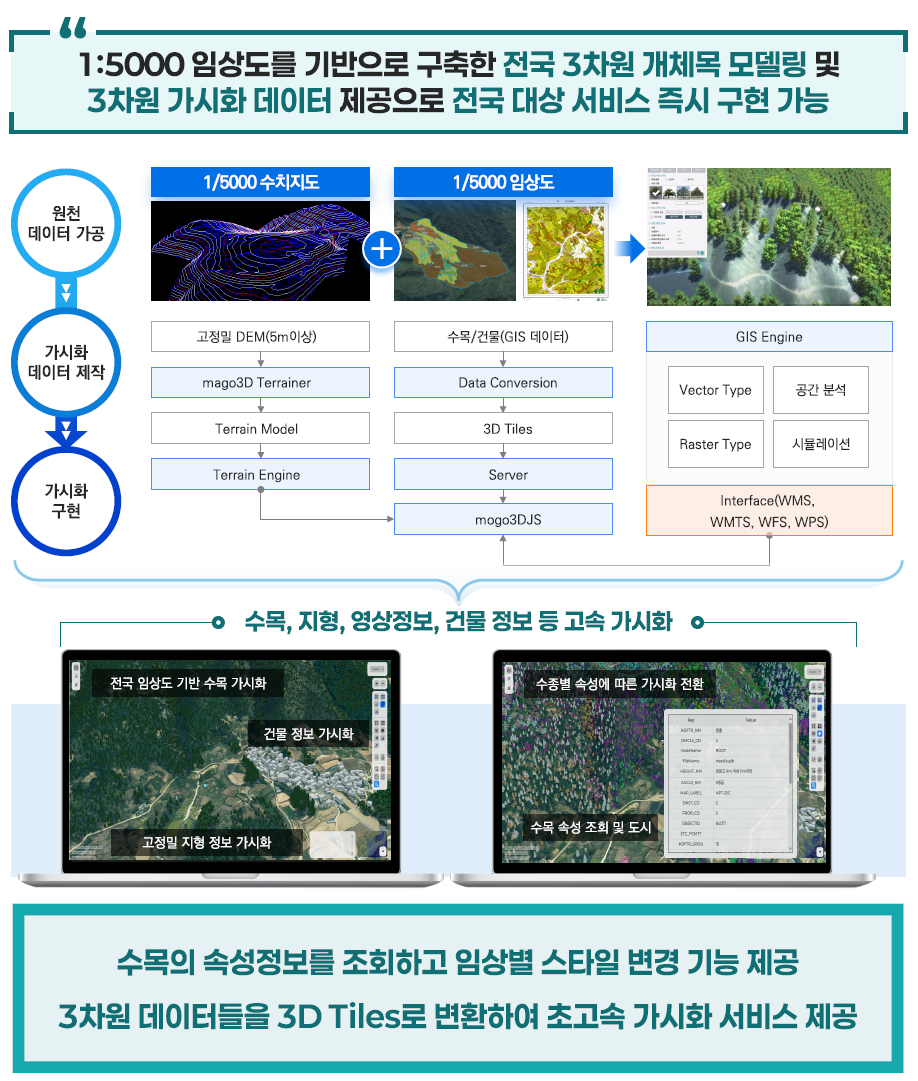 1:5000 임상도를 기반으로 구축한 전국 3차원 개체목 모델링 및
3차원 가시화 데이터 제공으로 전국 대상 서비스 즉시 구현 가능
원천
데이터 가공
가시화
데이터 제작
가시화
구현
1/5000 수치지도
1/5000 임상도
고정밀 DEM(5m이상)
mago3D Terrainer
Terrain Model
Terrain Engine
수목/건물(GIS 데이터)
Data Conversion
3D Tiles
Server
mogo3DJS
GIS Engine
Vector Type
공간 분석
Raster Type
시뮬레이션
Interface(WMS,
WMTS, WFS, WPS)
수목, 지형, 영상정보, 건물 정보 등 고속 가시화
전국 임상도 기반 수목 가시화
건물 정보 가시화
고정밀 지형 정보 가시화
수종별 속성에 따른 가시화 전환
Key Value
NodeName ROOT
FileName
MAP_LABEL
DNST_CD C
FROR_CD 2
OBJECTID
수목 속성 조회 및 도시
수목의 속성정보를 조회하고 임상별 스타일 변경 기능 제공
3차원 데이터들을 3D Tiles로 변환하여 초고속 가시화 서비스 제공